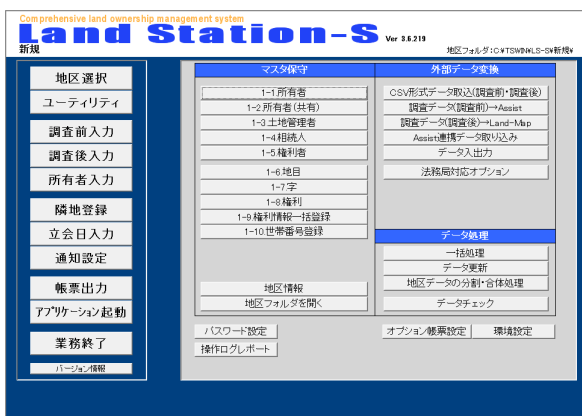 Comprehensive land ownership management system
Land Station-S Ver 3.6.219
新規
地区フォルダ:C:¥TSWIN¥LS-S¥新規¥
地区選択
ユーティリティ
調査前入力
調査後入力
所有者入力
隣地登録
立会日入力
通知設定
帳票出力
アプリケーション起動
業務終了
バージョン情報
マスタ保守
1-1.所有者
1-2.所有者(共有)
1-3.土地管理者
1-4.相続人
1-5.権利者
1-6.地目
1-7.字
1-8.権利
1-9.権利情報一括登録
1-10.世帯番号登録
地区情報
地区フォルダを開く
外部データ変換
CSV形式データ取込(調査前・調査後)
調査データ(調査前)→Assist
調査データ(調査後)→Land-Map
Assist連携データ取り込み
データ入出力
法務局対応オプション
データ処理
一括処理
データ更新
地区データの分割・合体処理
データチェック
パスワード設定
操作ログレポート
オプション帳票設定
環境設定